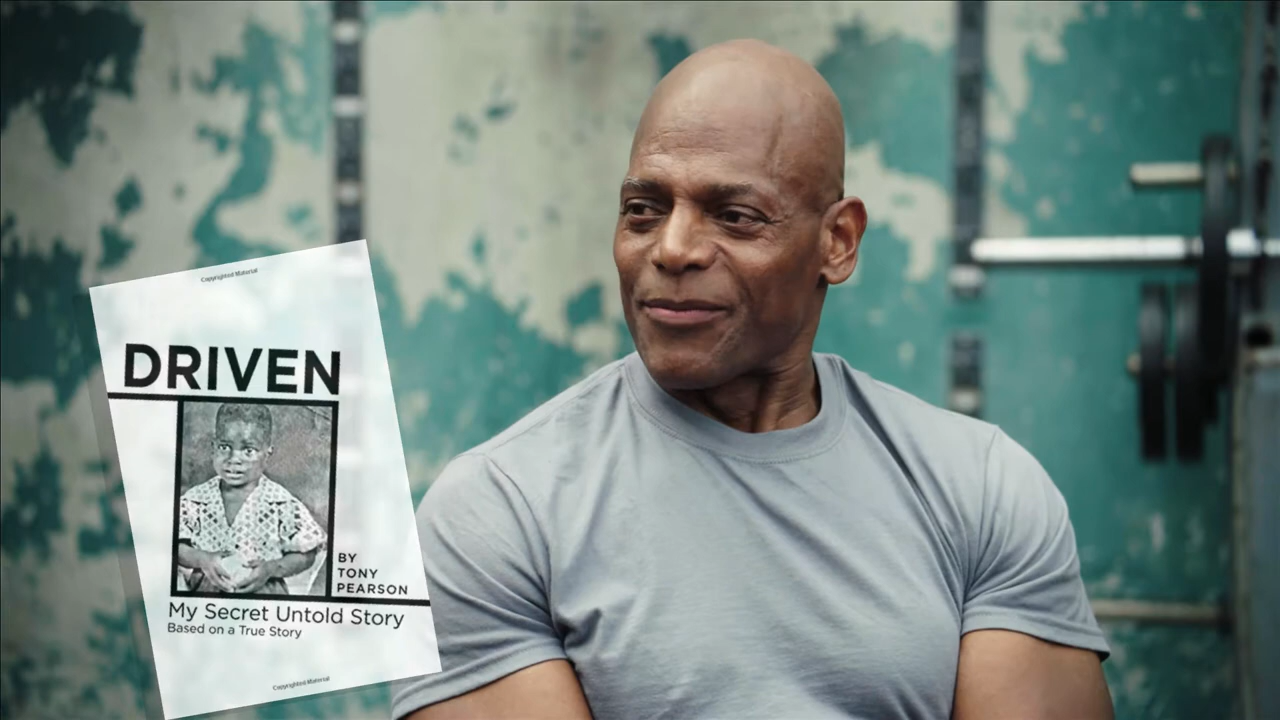 Copyrighted Material
DRIVEN
BY
TONY
PEARSON
My Secret Untold Story
Based on a True Story
Copyrighted Material